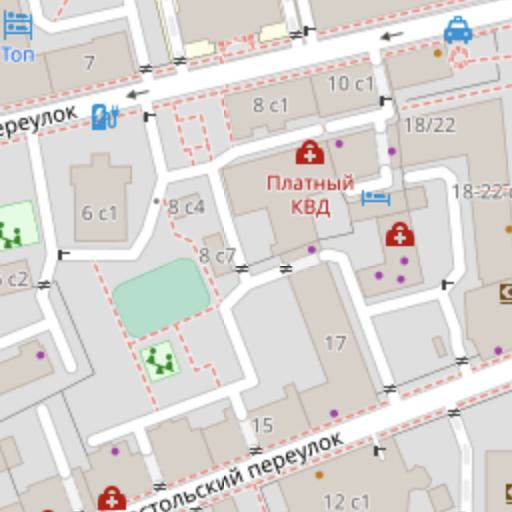 Топ
7
10 с1
8 с1
ереулок
18/22
Платный
КВД
18-22
6 с1
8 с4
8 с7
с2
17
15
стольский переулок
12 с1